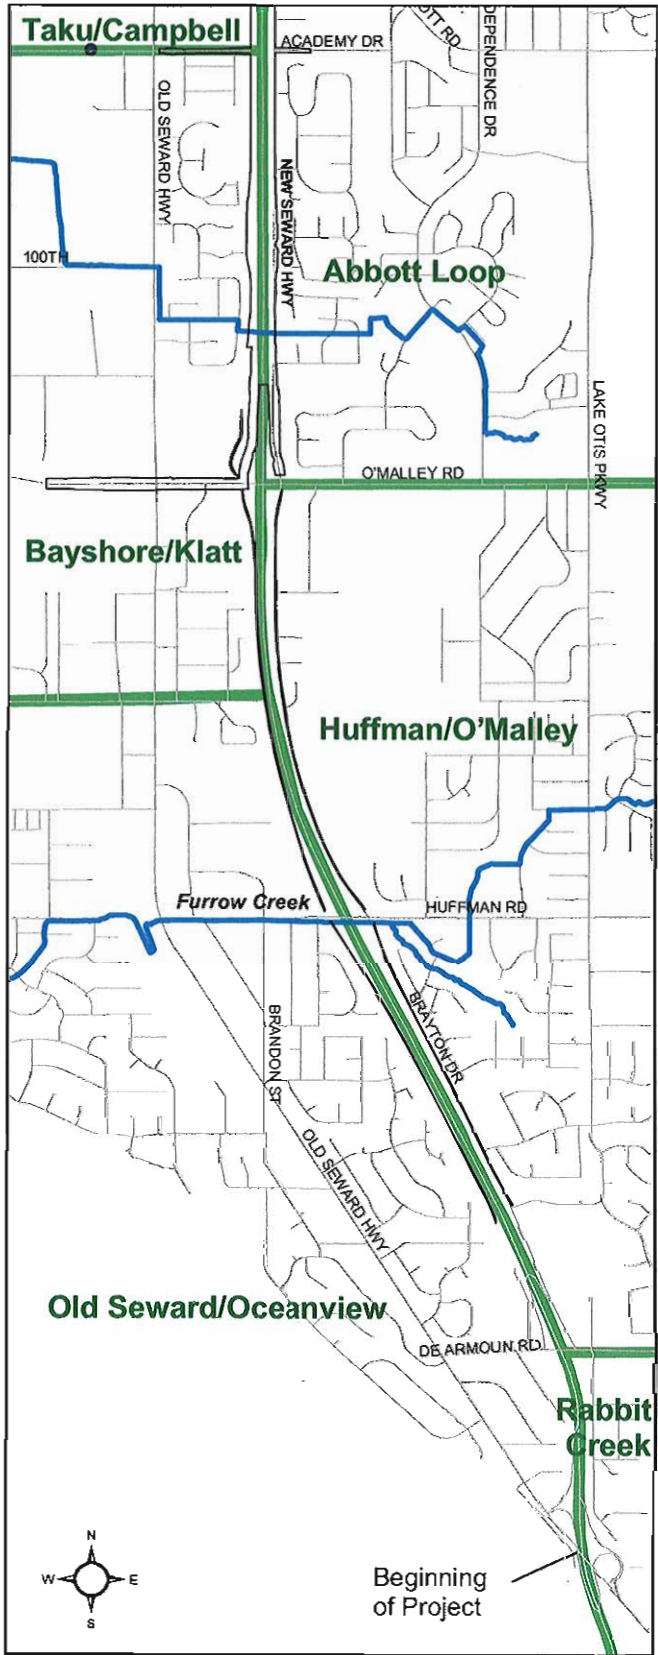 Taku/Campbell
ACADEMY DR
OTT RD
DEPENDENCE DR
OLD SEWARD HWY
NEW SEWARD HWY
100TH
Abbott Loop
LAKE OTIS PKWY
O'MALLEY RD
Bayshore/Klatt
Huffman/O'Malley
Furrow Creek
HUFFMAN RD
BRAYTON DR
BRANDON ST
OLD SEWARD HWY
Old Seward/Oceanview
DE ARMOUN RD
Rabbit
Creek
N
W
E
S
Beginning
of Project